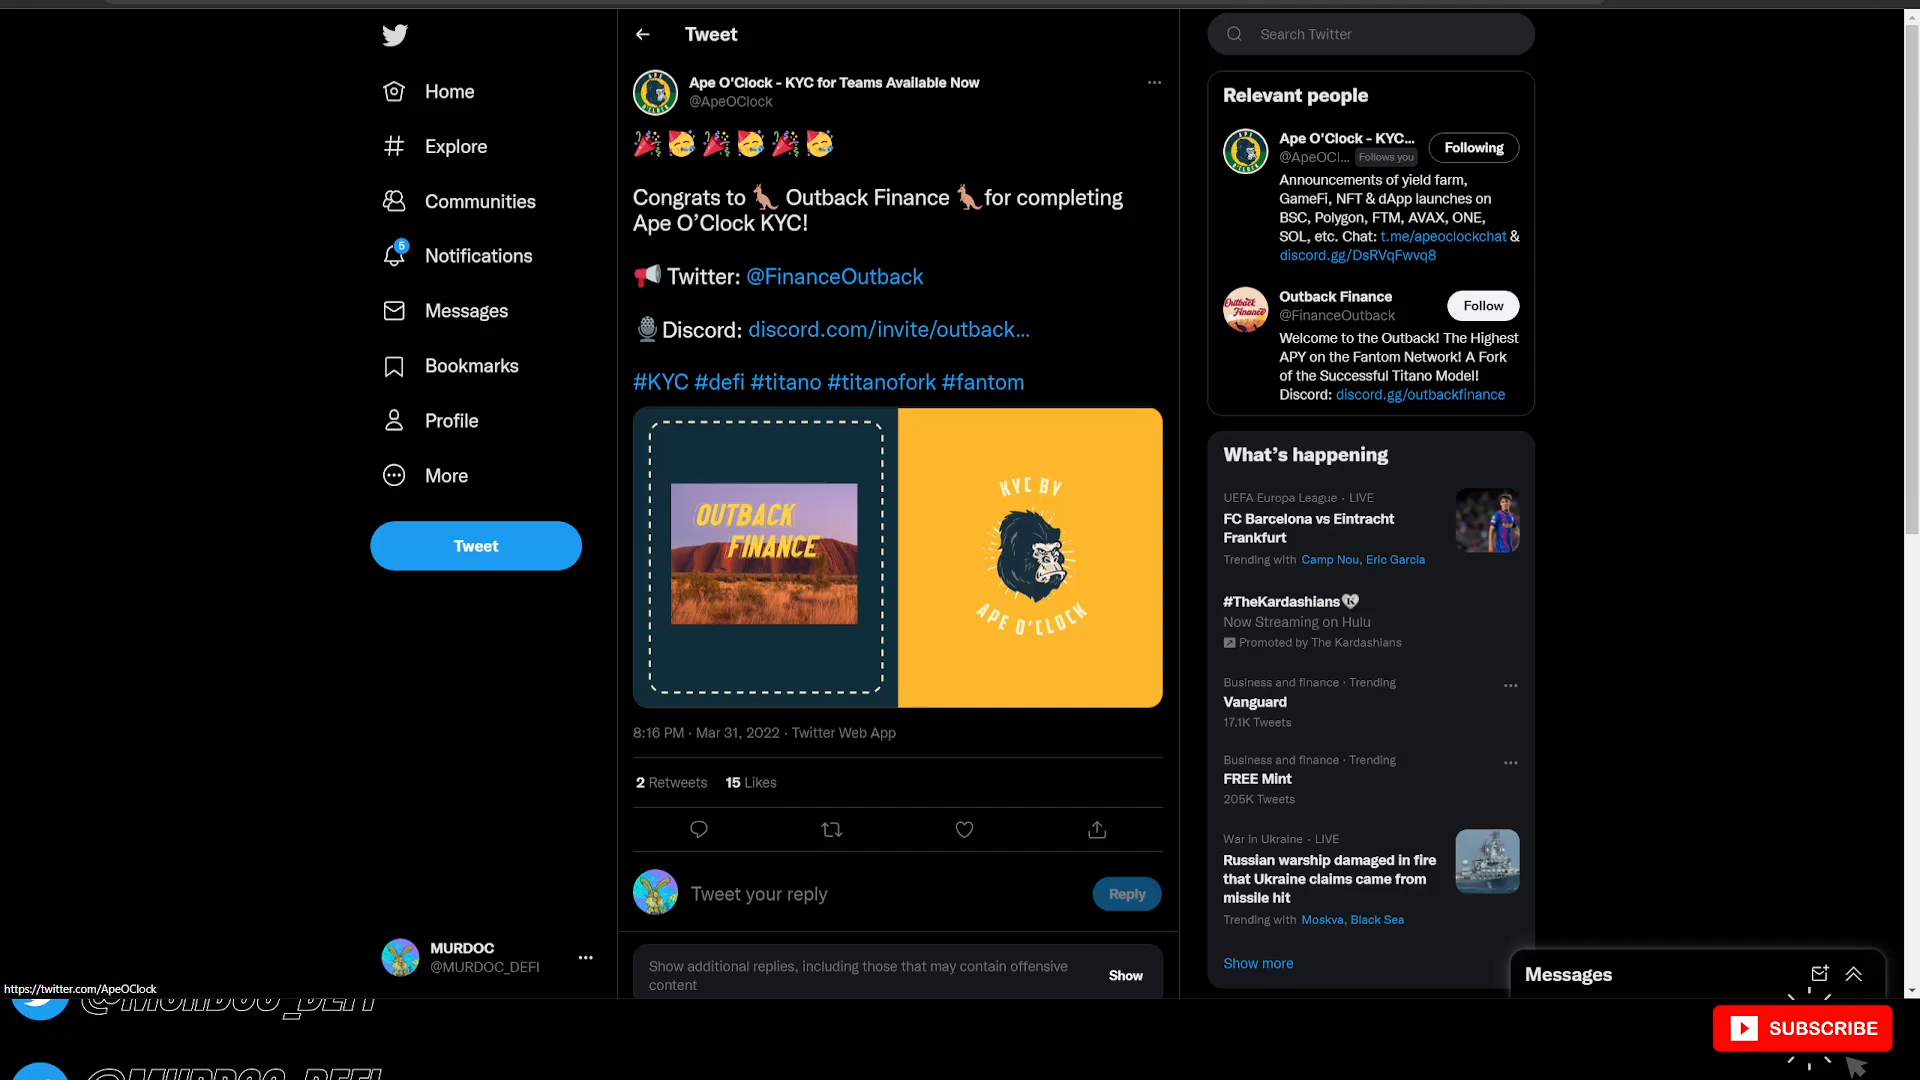 Home
Explore
Communities
5
Notifications
Messages
Bookmarks
Profile
More
Tweet
MURDOC
@MURDOC_DEFI
https://twitter.com/ApeOClock
Tweet
APE O'CLOCK
Ape O'Clock - KYC for Teams Available Now
@ApeOClock
Congrats to Outback Finance for completing
Ape O’Clock KYC!
Twitter: @FinanceOutback
Discord: discord.com/invite/outback...
#KYC #defi #titano #titanofork #fantom
OUTBACK
FINANCE
KYC BY
APE O'CLOCK
8:16 PM · Mar 31, 2022 · Twitter Web App
2 Retweets 15 Likes
Tweet your reply
Reply
Show additional replies, including those that may contain offensive
content
Show
Search Twitter
Relevant people
Ape O'Clock - KYC...
@ApeOCl... Follows you
Following
Announcements of yield farm,
GameFi, NFT & dApp launches on
BSC, Polygon, FTM, AVAX, ONE,
SOL, etc. Chat: t.me/apeoclockchat &
discord.gg/DsRVqFwvq8
Outback Finance
Outback Finance
@FinanceOutback
Follow
Welcome to the Outback! The Highest
APY on the Fantom Network! A Fork
of the Successful Titano Model!
Discord: discord.gg/outbackfinance
What’s happening
UEFA Europa League · LIVE
FC Barcelona vs Eintracht
Frankfurt
Trending with Camp Nou, Eric Garcia
#TheKardashians
Now Streaming on Hulu
Promoted by The Kardashians
Business and finance · Trending
Vanguard
17.1K Tweets
Business and finance · Trending
FREE Mint
205K Tweets
War in Ukraine · LIVE
Russian warship damaged in fire
that Ukraine claims came from
missile hit
Trending with Moskva, Black Sea
Show more
Messages
@MURDOC_DEFI
@MURDOC_DEFI
SUBSCRIBE